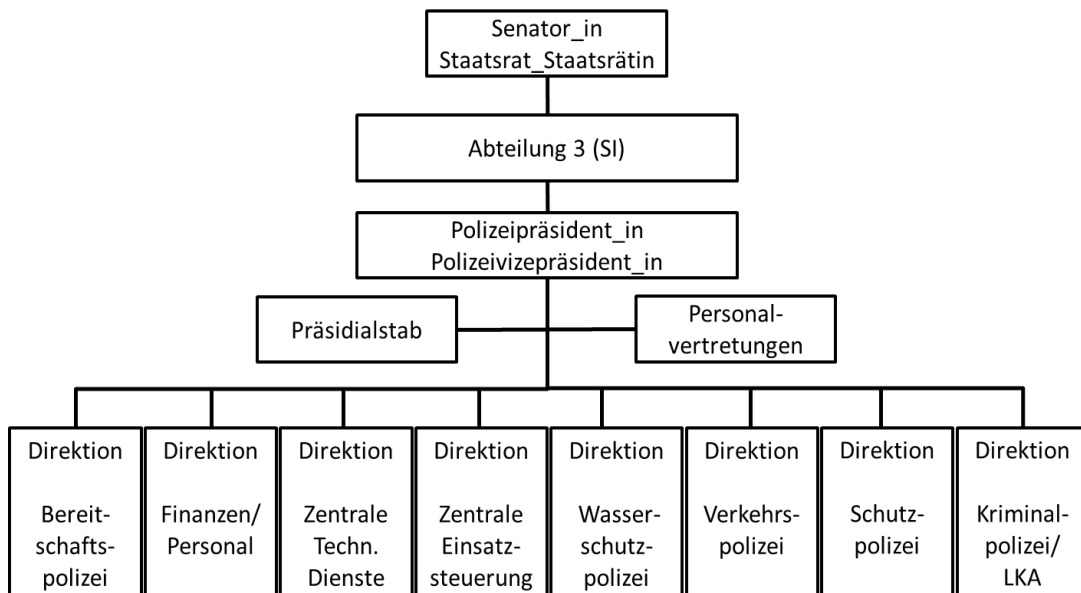 Senator_in
Staatsrat_Staatsrätin
Abteilung 3 (SI)
Polizeipräsident_in
Polizeivizepräsident_in
Präsidialstab
Personal-
vertretungen
Direktion
Bereit-
schafts-
polizei
Direktion
Finanzen/
Personal
Direktion
Zentrale
Techn.
Dienste
Direktion
Zentrale
Einsatz-
steuerung
Direktion
Wasser-
schutz-
polizei
Direktion
Verkehrs-
polizei
Direktion
Schutz-
polizei
Direktion
Kriminal-
polizei/
LKA